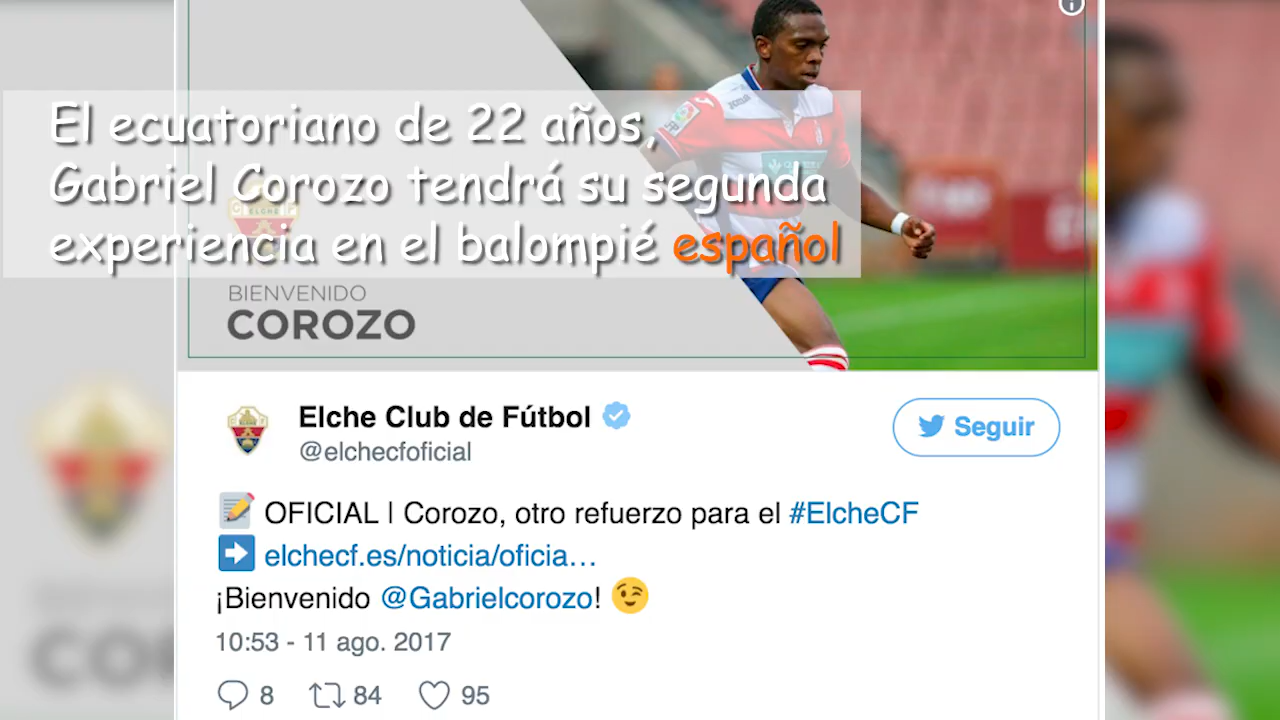 El ecuatoriano de 22 años,
Gabriel Corozo tendrá su segunda
experiencia en el balompié español
ELCHE
BIENVENIDO
COROZO
Elche Club de Fútbol
@elchecfoficial
Seguir
OFICIAL | Corozo, otro refuerzo para el #ElcheCF
elchecf.es/noticia/oficia...
¡Bienvenido @Gabrielcorozo!
10:53 - 11 ago. 2017
8 84 95